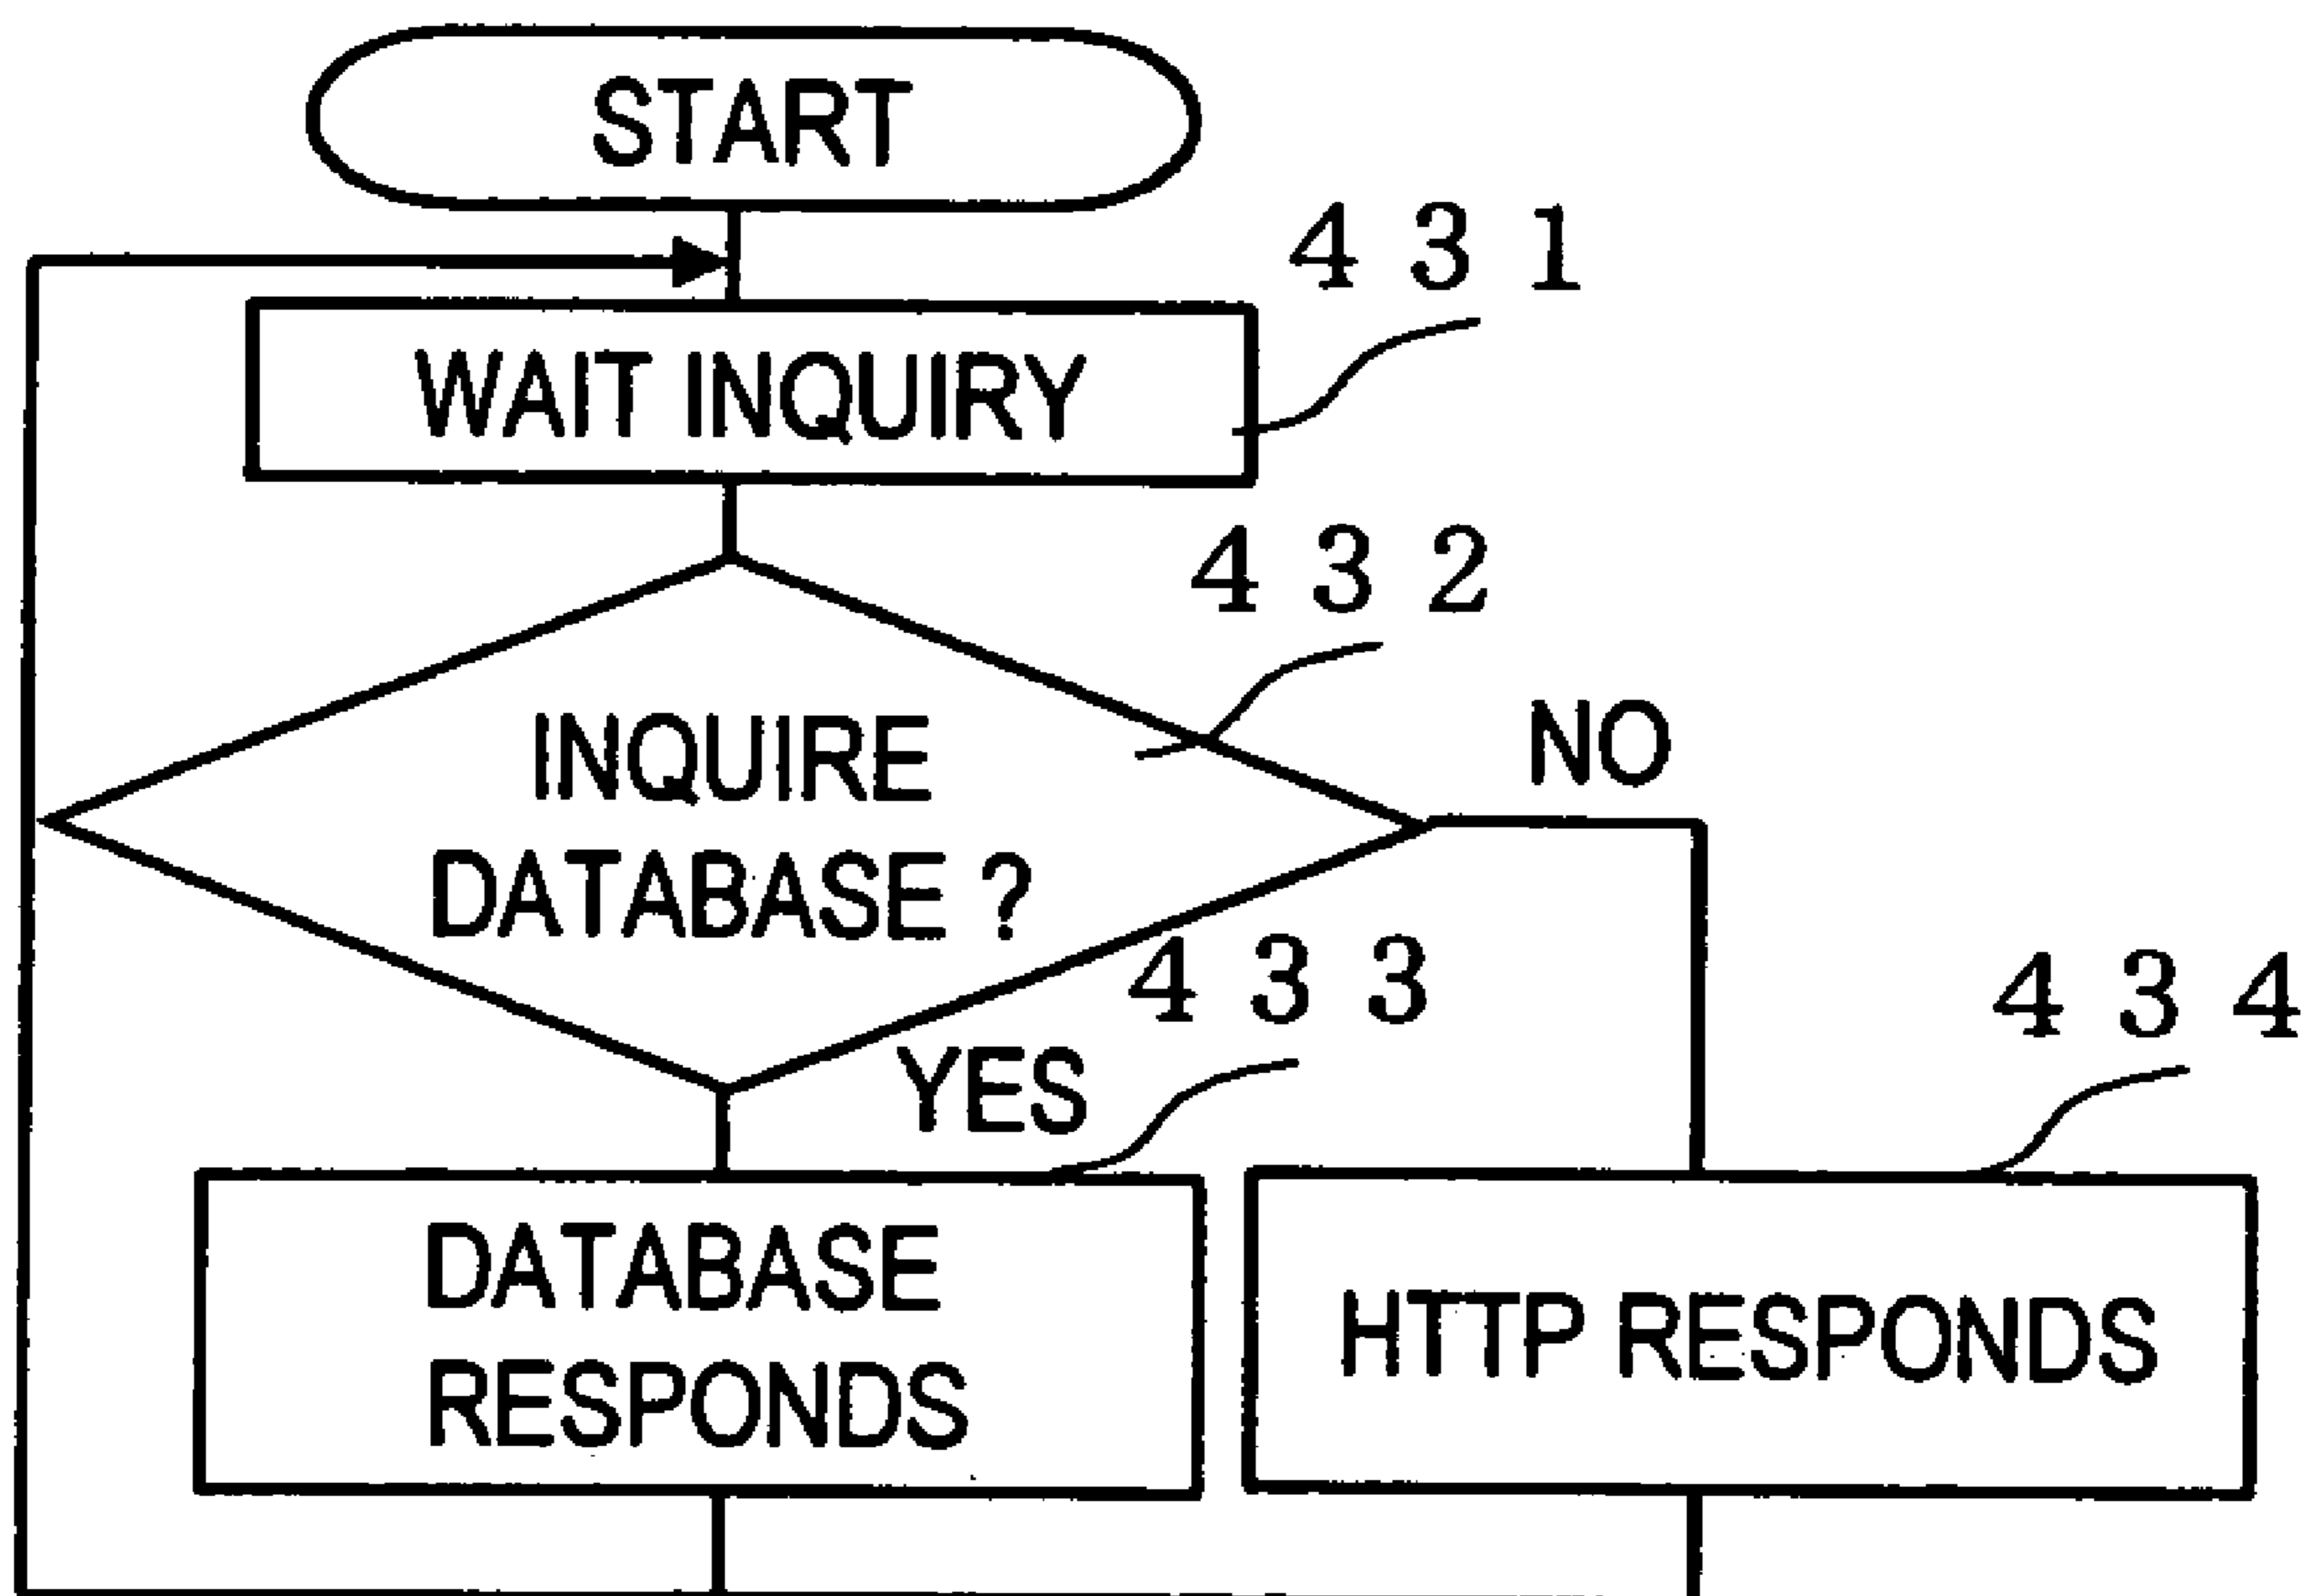 START
4 3 1
WAIT INQUIRY
4 3 2
INQUIRE
DATABASE ?
NO
4 3 3
YES
4 3 4
DATABASE
RESPONDS
HTTP RESPONDS